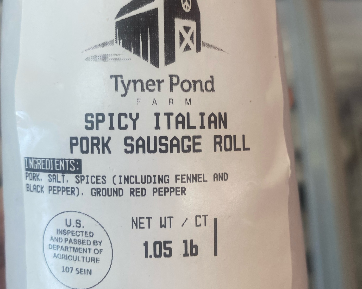 Tyner Pond
FARM
SPICY ITALIAN
PORK SAUSAGE ROLL
INGREDIENTS:
PORK, SALT, SPICES (INCLUDING FENNEL AND
BLACK PEPPER), GROUND RED PEPPER
U.S.
INSPECTED
AND PASSED BY
DEPARTMENT OF
AGRICULTURE
107 SEIN
NET WT / CT
1.05 lb